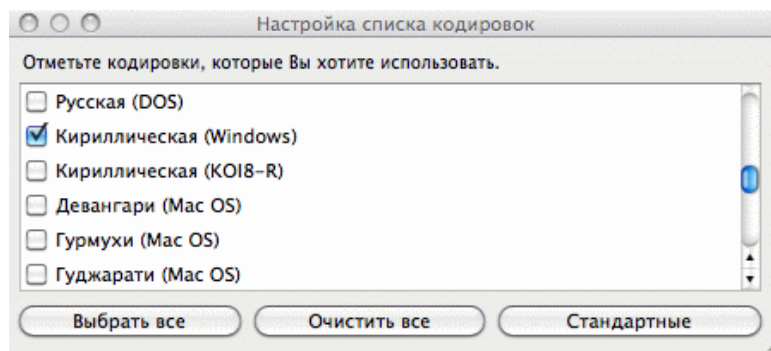 Настройка списка кодировок
Отметьте кодировки, которые Вы хотите использовать.
Русская (DOS)
Кириллическая (Windows)
Кириллическая (KOI8-R)
Девангари (Mac OS)
Гурмухи (Mac OS)
Гуджарати (Mac OS)
Выбрать все Очистить все Стандартные